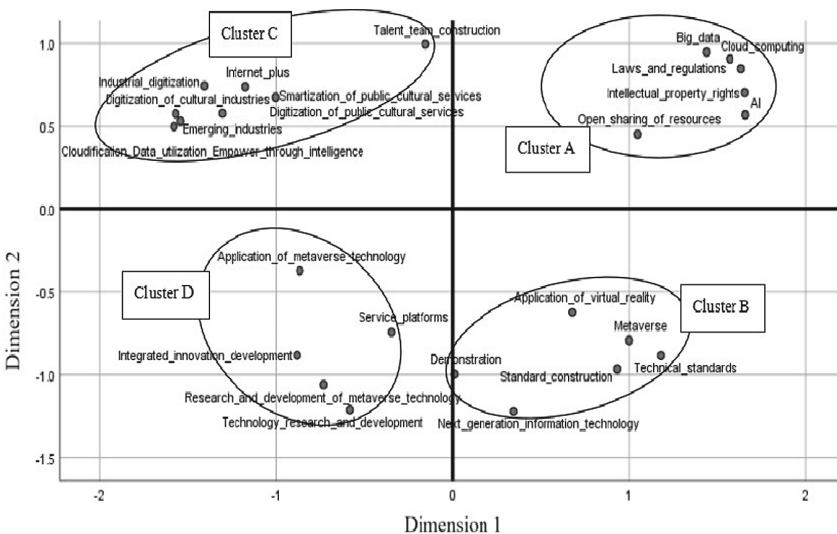 Cluster C
Talent_team_construction
Big_data
Cloud_computing
1.0
Laws_and_regulations
Internet_plus
Industrial_digitization
Intellectual_property_rights
Smartization_of_public_cultural_services
Digitization_of_cultural_industries
AI
Digitization_of_public_cultural_services
Open_sharing_of_resources
0.5
Emerging_industries
Cluster A
Cloudification_Data_utilization_Empower_through_intelligence
0.0
Dimension 2
Application_of_metaverse_technology
Cluster D
-0.5
Application_of_virtual_reality
Cluster B
Service_platforms
Metaverse
Integrated_innovation_development
Demonstration
Technical_standards
-1.0
Standard_construction
Research_and_development_of_metaverse_technology
Technology_research_and_development
Next_generation_information_technology
-1.5
-2
-1
0
1
2
Dimension 1